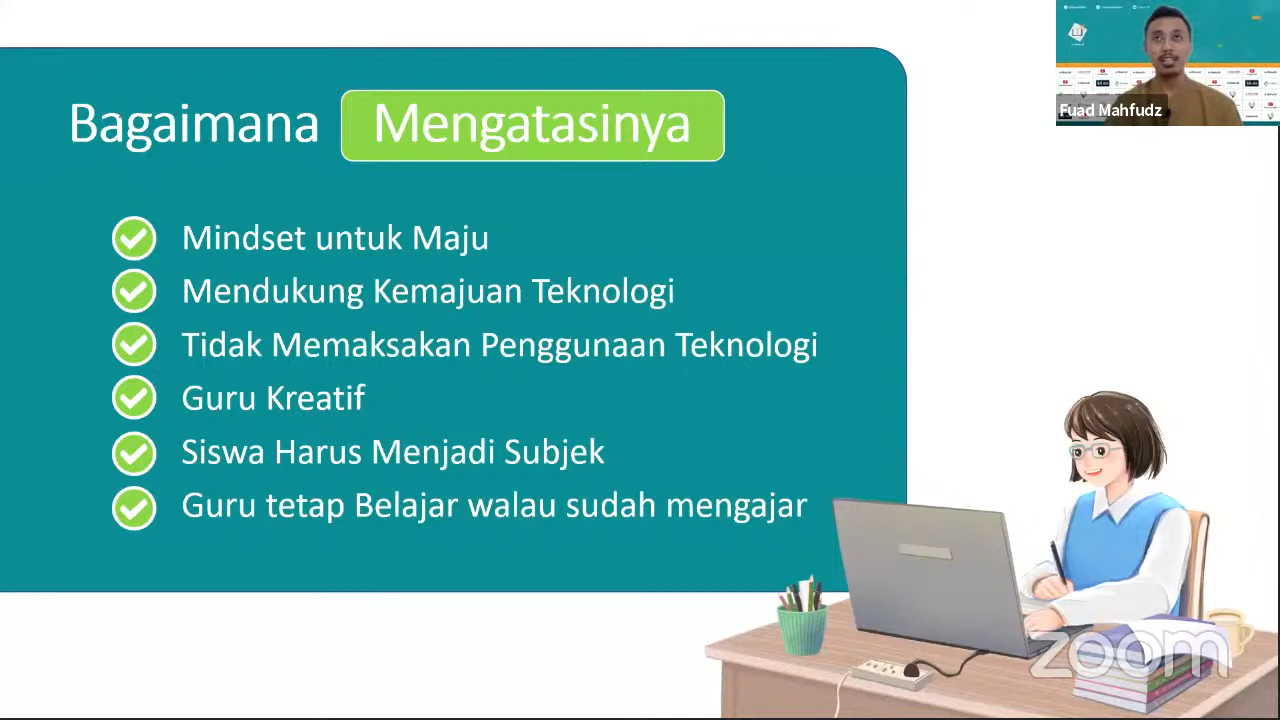 Bagaimana Mengatasinya
Mindset untuk Maju
Mendukung Kemajuan Teknologi
Tidak Memaksakan Penggunaan Teknologi
Guru Kreatif
Siswa Harus Menjadi Subjek
Guru tetap Belajar walau sudah mengajar
Fuad Mahfudz
zoom